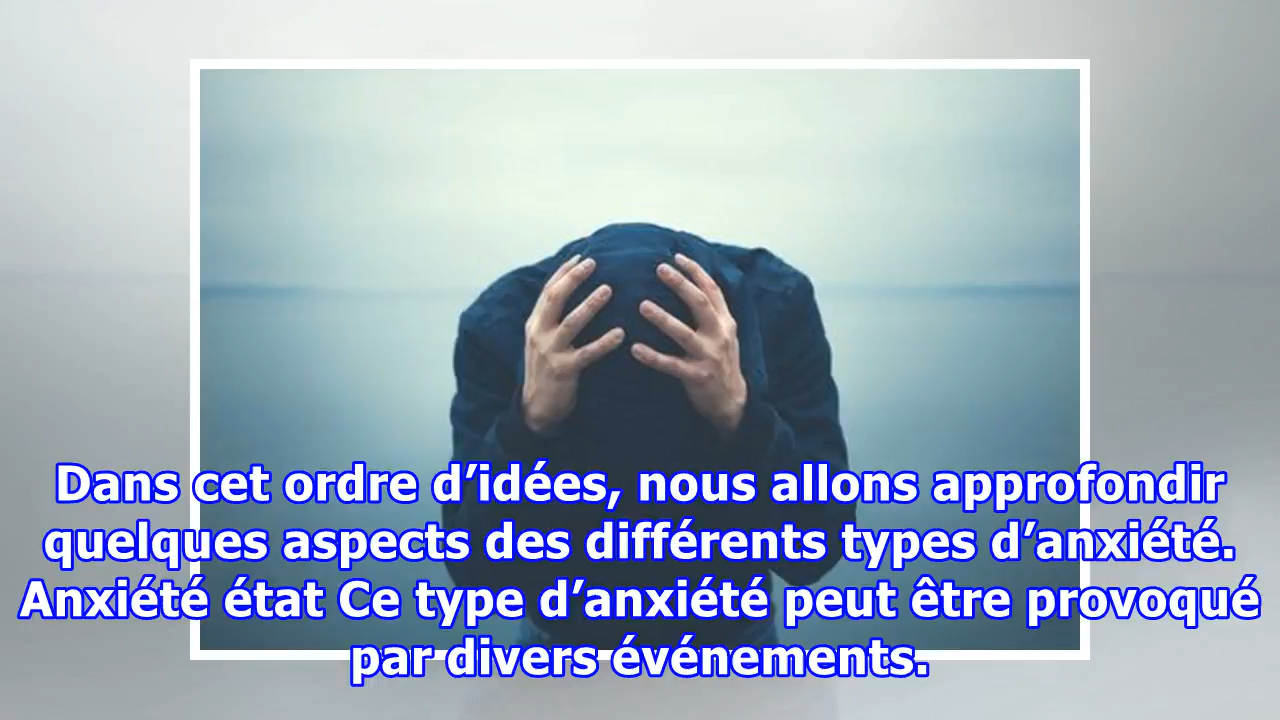 Dans cet ordre d’idées, nous allons approfondir
quelques aspects des différents types d’anxiété.
Anxiété état Ce type d’anxiété peut être provoqué
par divers événements.